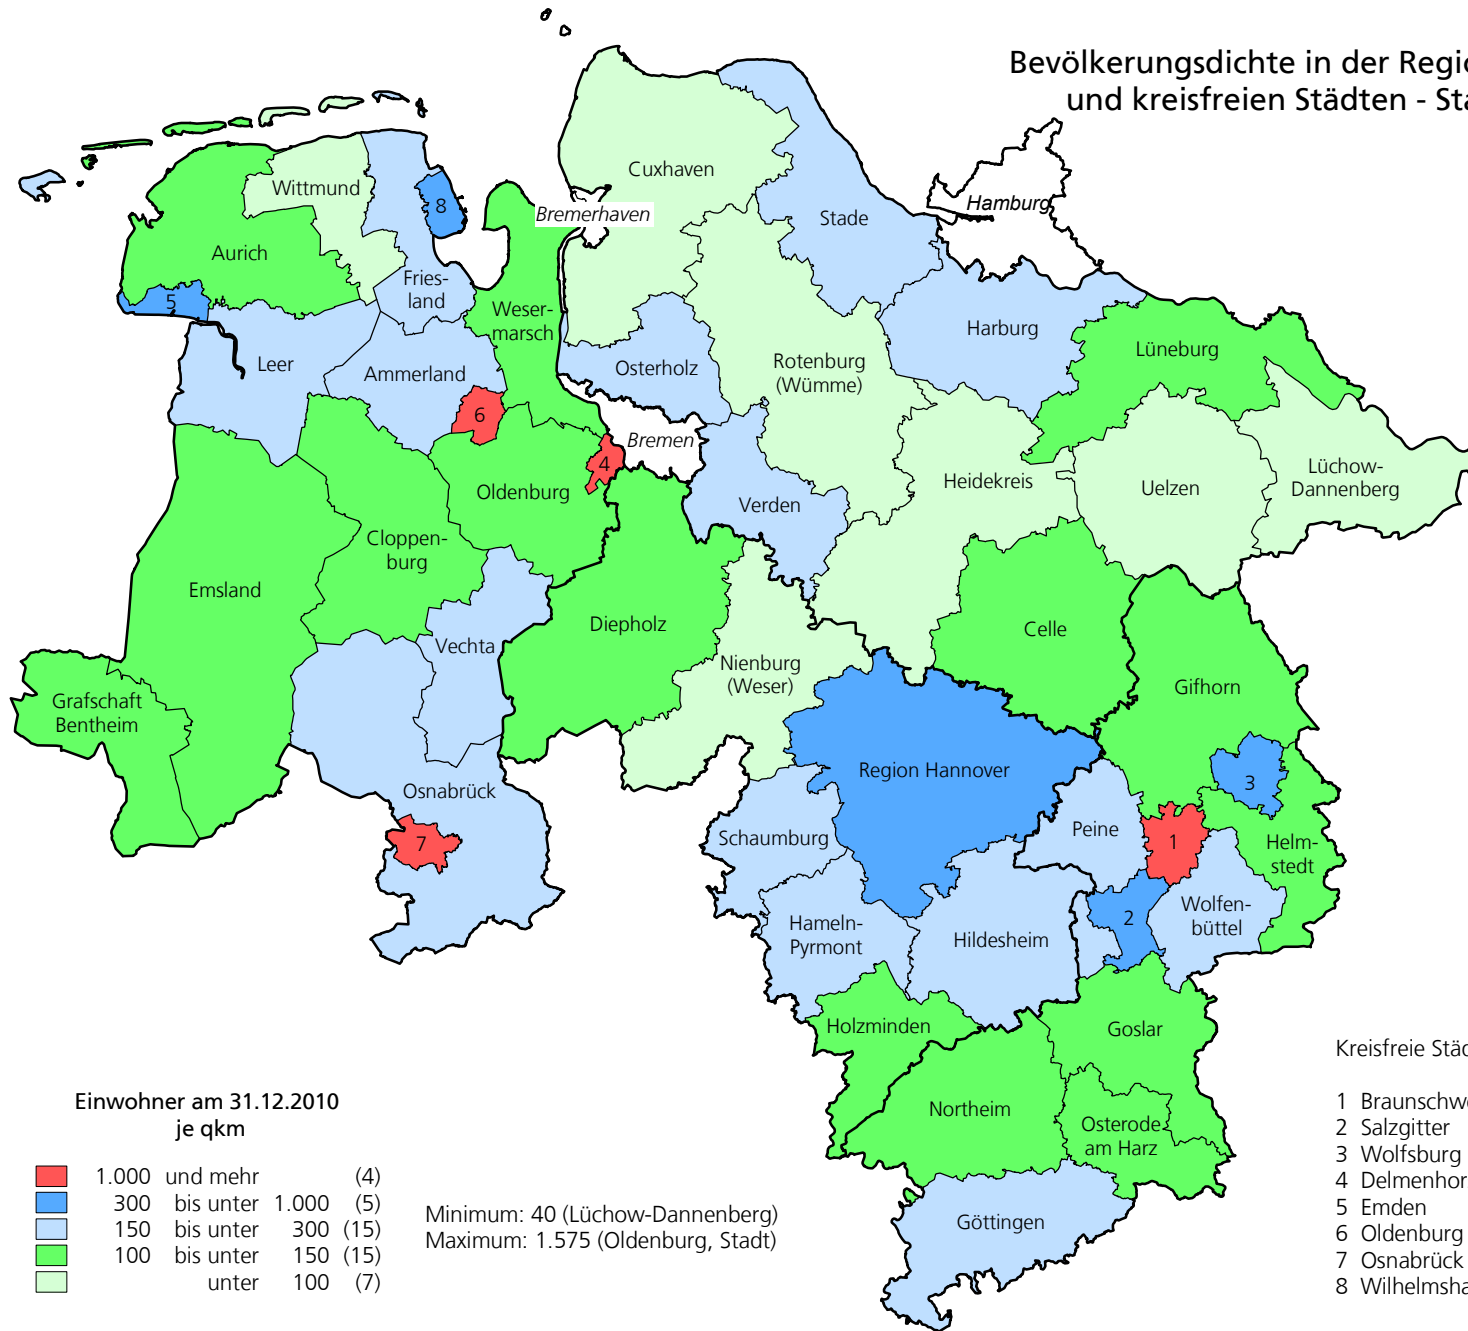 Bevölkerungsdichte in der Regio
und kreisfreien Städten - Sta
Cuxhaven
Wittmund
Hamburg
8
Bremerhaven
Stade
Aurich
Fries-
land
5
Weser-
marsch
Harburg
Lüneburg
Leer
Ammerland
Osterholz
Rotenburg
(Wümme)
6
Bremen
4
Oldenburg
Verden
Heidekreis
Uelzen
Lüchow-
Dannenberg
Cloppen-
burg
Emsland
Diepholz
Celle
Vechta
Nienburg
(Weser)
Gifhorn
Grafschaft
Bentheim
Region Hannover
3
Osnabrück
7
Schaumburg
Peine
1
Helm-
stedt
Hameln-
Pyrmont
Hildesheim
2
Wolfen-
büttel
Holzminden
Goslar
Northeim
Osterode
am Harz
Göttingen
Einwohner am 31.12.2010
je qkm
1.000 und mehr (4)
300 bis unter 1.000 (5)
150 bis unter 300 (15)
100 bis unter 150 (15)
unter 100 (7)
Minimum: 40 (Lüchow-Dannenberg)
Maximum: 1.575 (Oldenburg, Stadt)
Kreisfreie Städ
1 Braunschwe
2 Salzgitter
3 Wolfsburg
4 Delmenhor
5 Emden
6 Oldenburg
7 Osnabrück
8 Wilhelmsha